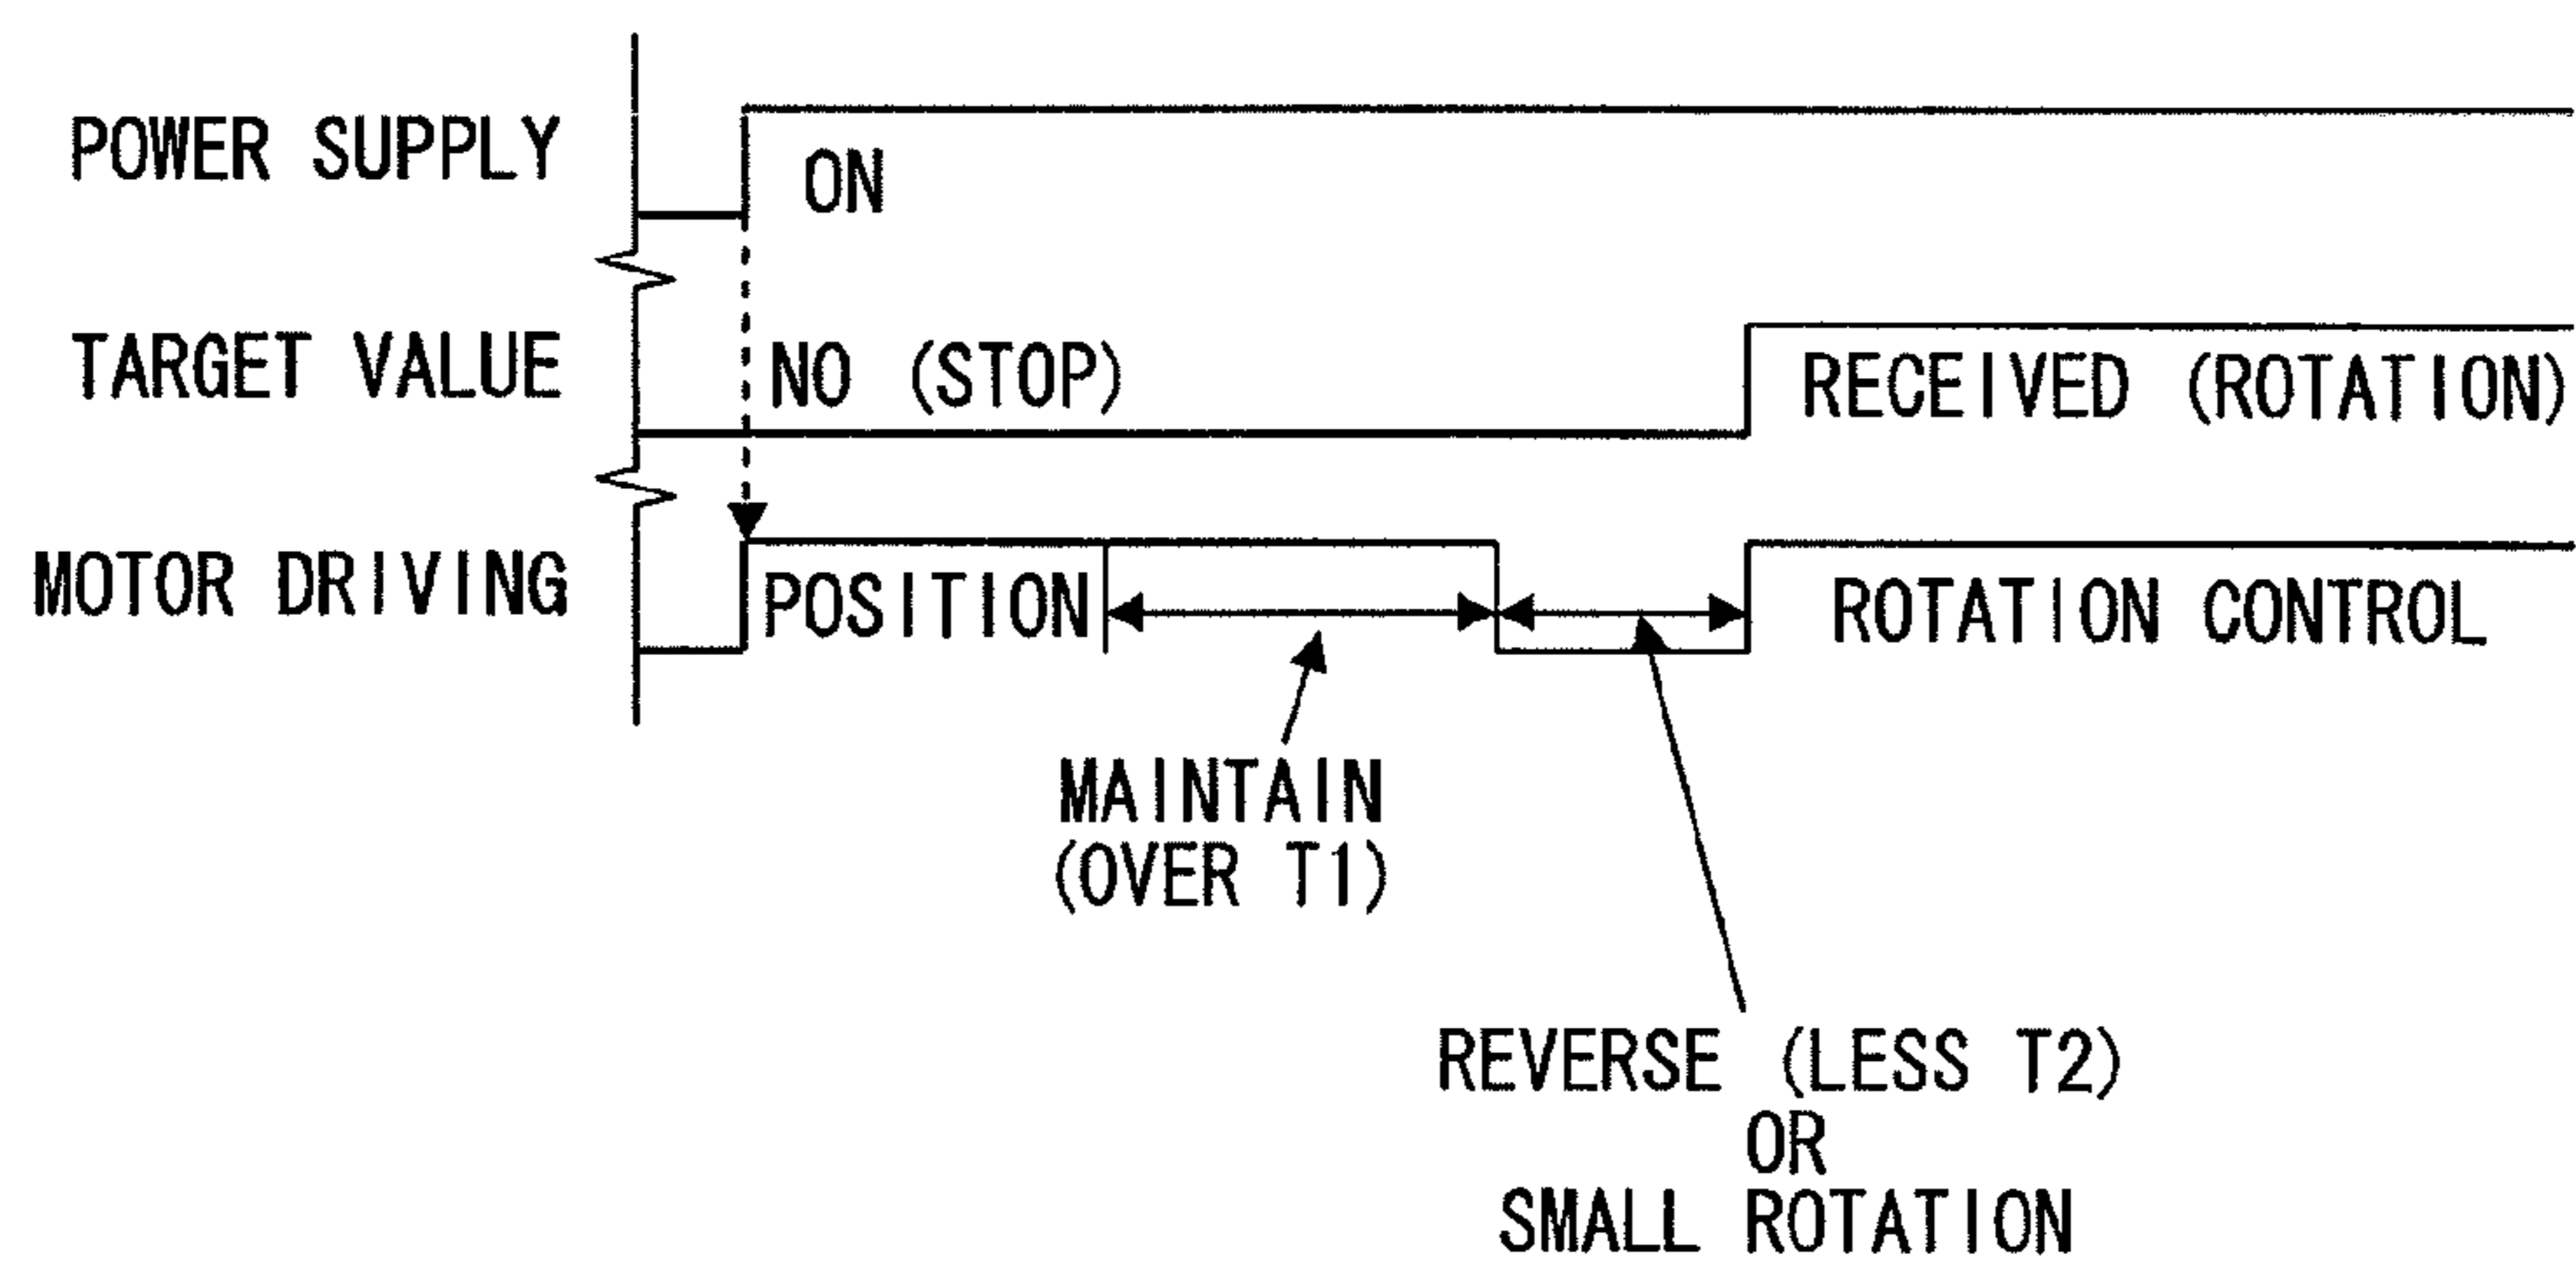 POWER SUPPLY
ON
TARGET VALUE
NO (STOP)
RECEIVED (ROTATION)
MOTOR DRIVING
POSITION
ROTATION CONTROL
MAINTAIN
(OVER T1)
REVERSE (LESS T2)
OR
SMALL ROTATION